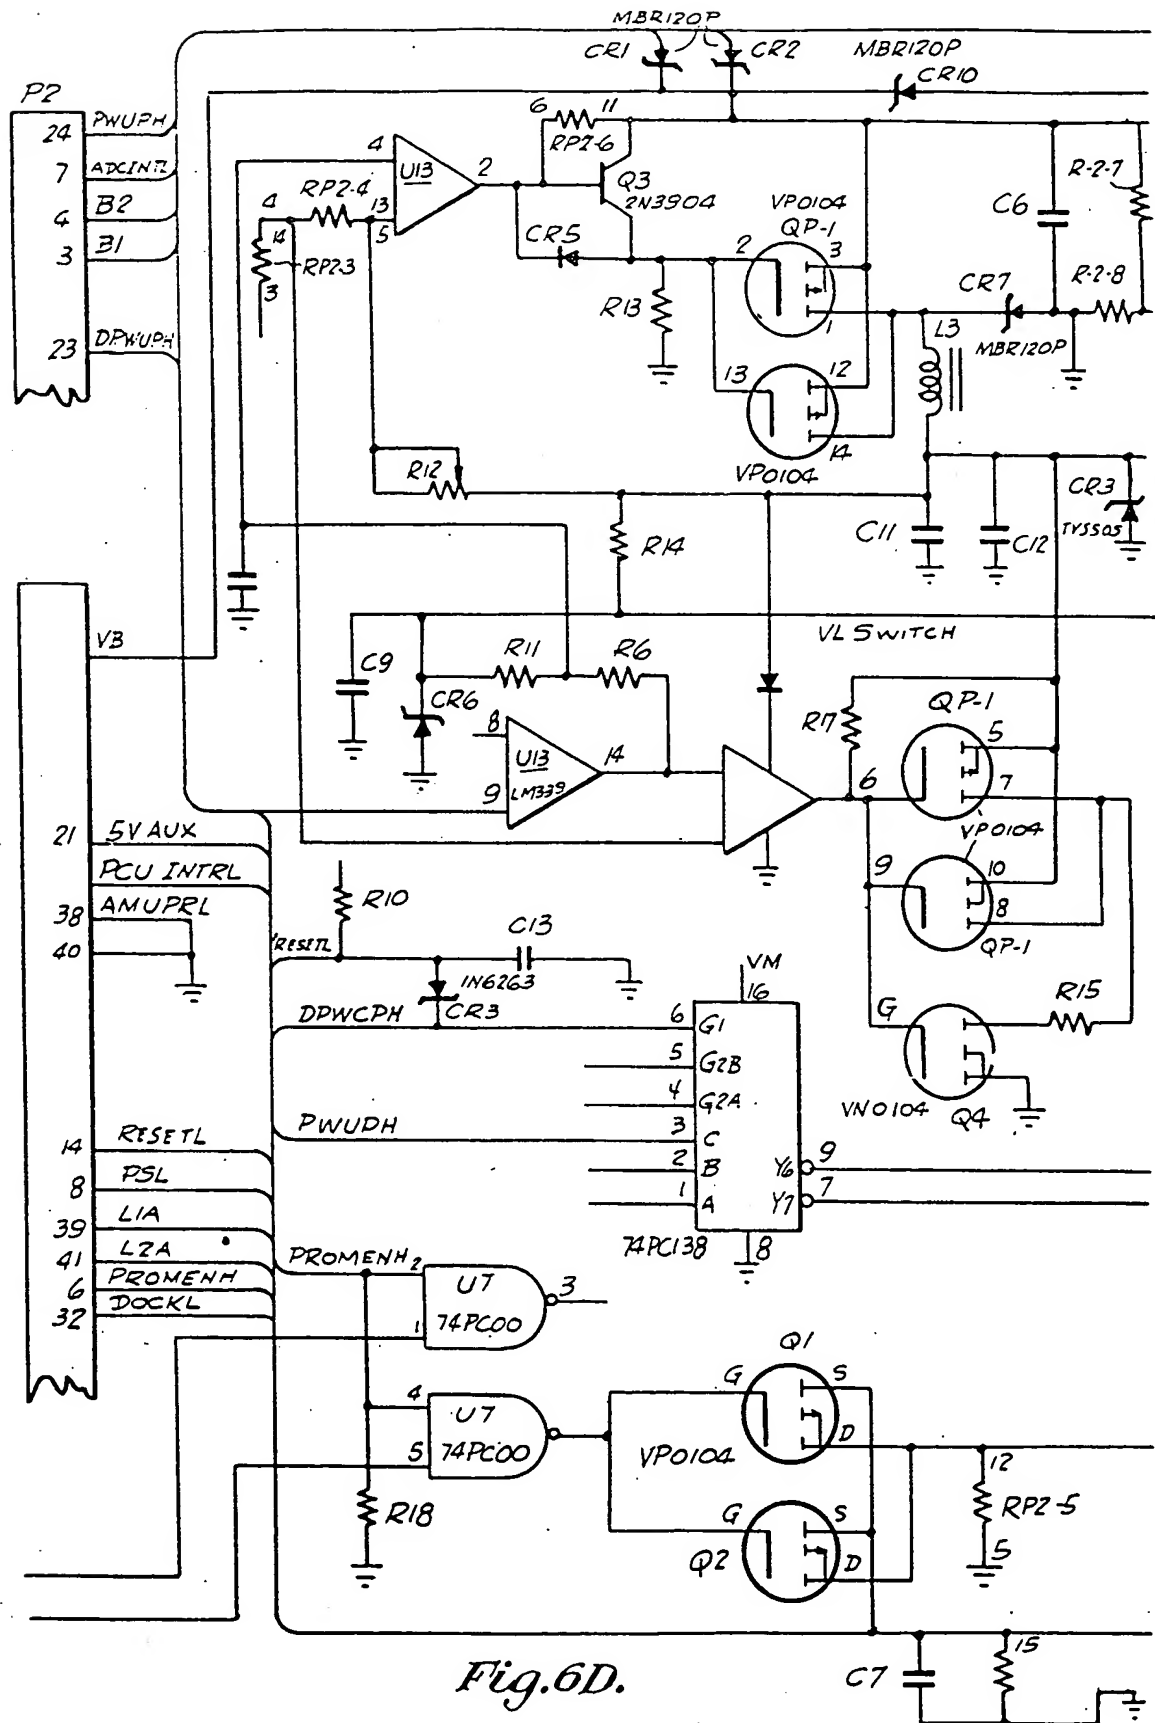 MBR120P
CR1
CR2
MBR120P
CR10
P2
24 PWUPH
7 ADCINTL
4 B2
3 B1
23 DPWUPH
6
11
RP2-6
4
U13
2
Q3
2N3904
RP2-4
4
14
13
5
RP2-3
3
CR5
R13
VP0104
QP-1
2
3
1
13
12
14
VP0104
C6
R-2-7
CR7
R-2-8
MBR120P
L3
R12
R14
C11
C12
CR3
TVS505
VL SWITCH
VB
C9
R11
R6
CR6
8
U13
14
9
LM339
R17
QP-1
6
5
7
VP0104
9
10
8
QP-1
21 5V AUX
PCU INTRL
38 AMUPRL
40
R10
RESETL
C13
1N6263
CR3
VM
16
DPWCPH
6 G1
5 G2B
4 G2A
PWUDH
3 C
2 B
1 A
Y6 9
Y7 7
74PC138
8
G
R15
VN0104
Q4
14 RESETL
8 PSL
39 L1A
41 L2A
6 PROMENH
32 DOCKL
PROMENH 2
U7
3
1
74PC00
4
U7
5
74PC00
R18
Q1
G
S
D
VP0104
G
S
Q2
D
12
RP2-5
5
C7
15
Fig.6D.